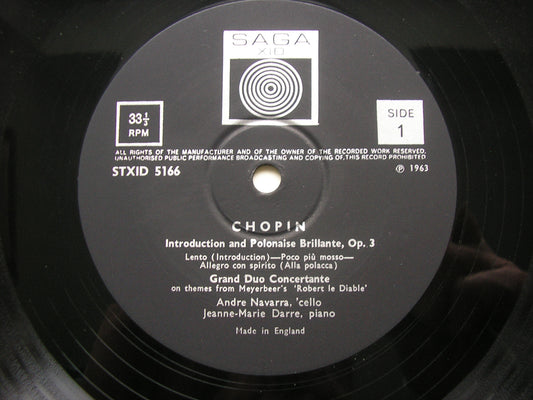 SAGA
XID
33⅓
RPM
SIDE
1
ALL RIGHTS OF THE MANUFACTURER AND OF THE OWNER OF THE RECORDED WORK RESERVED.
UNAUTHORISED PUBLIC PERFORMANCE BROADCASTING AND COPYING OF THIS RECORD PROHIBITED
STXID 5166
Ⓟ 1963
CHOPIN
Introduction and Polonaise Brillante, Op. 3
Lento (Introduction)—Poco più mosso—
Allegro con spirito (Alla polacca)
Grand Duo Concertante
on themes from Meyerbeer's 'Robert le Diable'
Andre Navarra, 'cello
Jeanne-Marie Darre, piano
Made in England